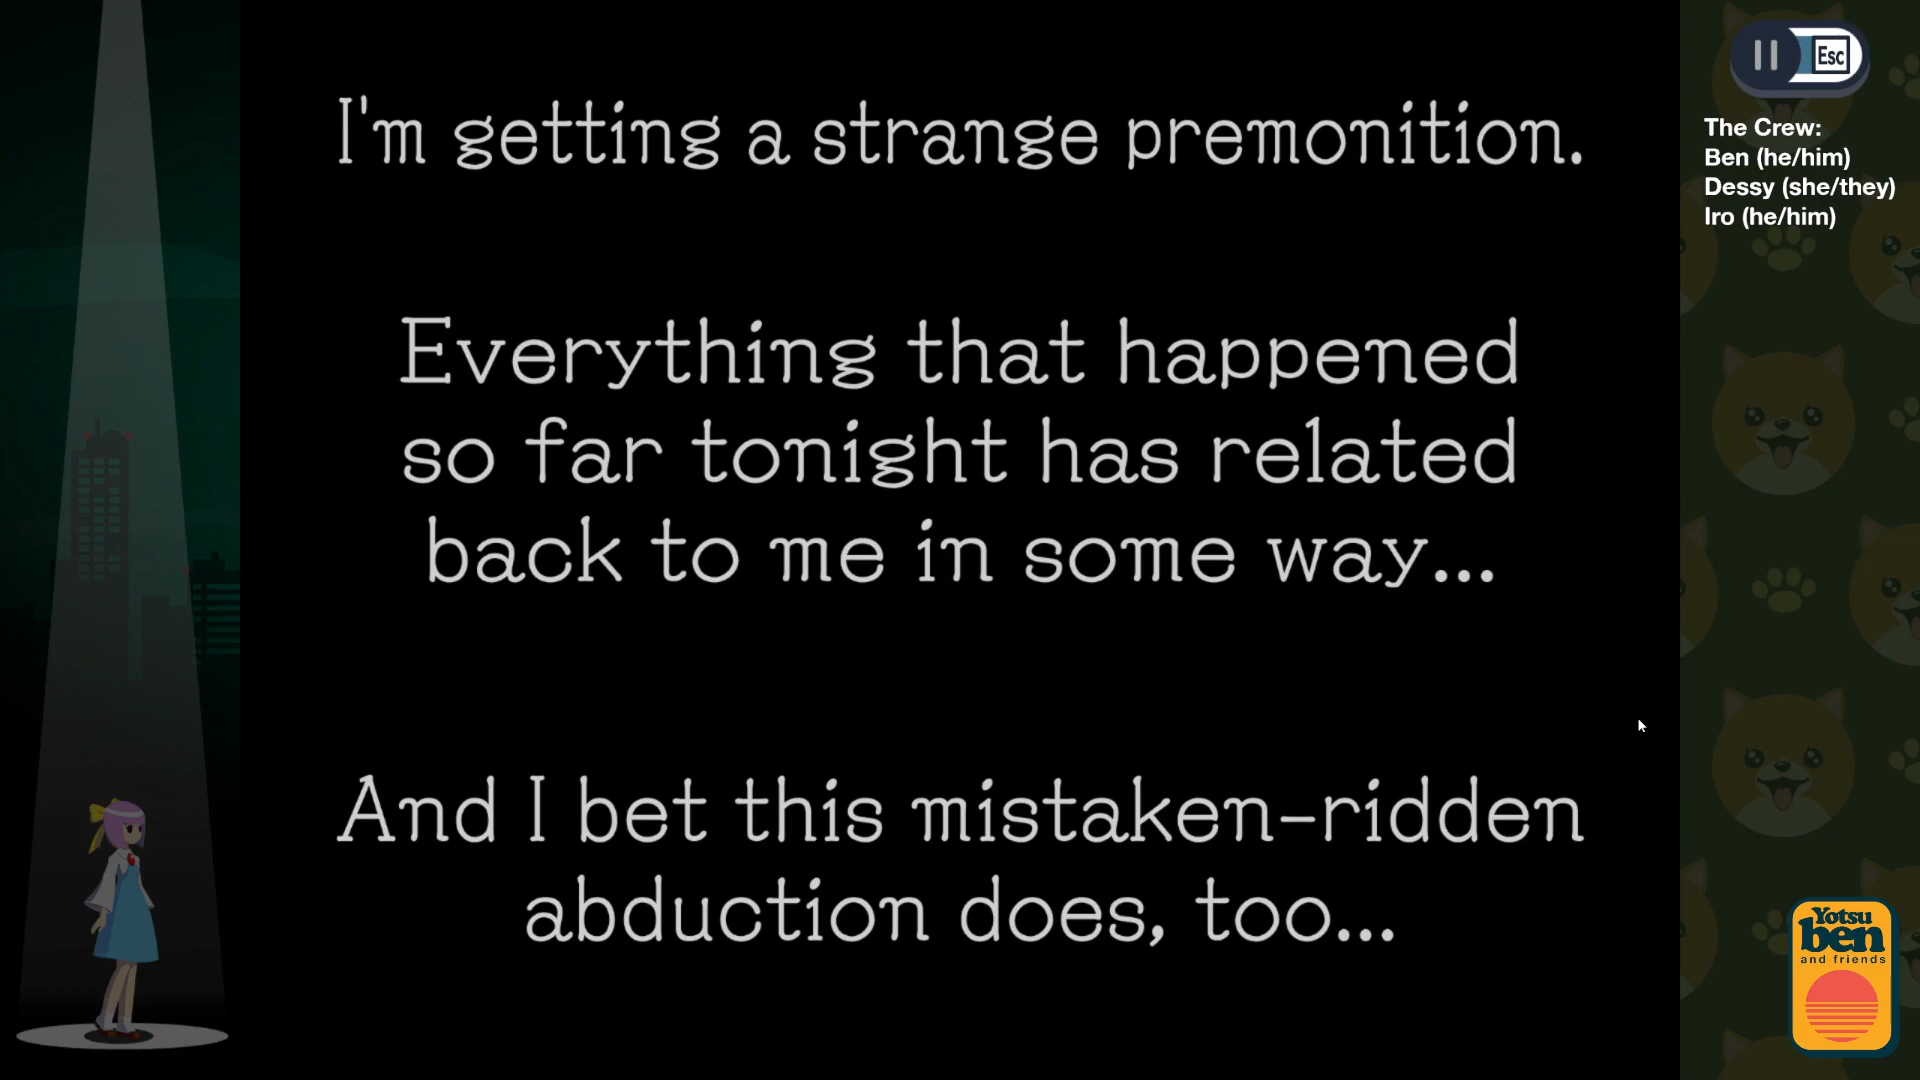 I'm getting a strange premonition.
Everything that happened
so far tonight has related
back to me in some way...
And I bet this mistaken-ridden
abduction does, too...
Esc
The Crew:
Ben (he/him)
Dessy (she/they)
Iro (he/him)
Yotsu
ben
and friends